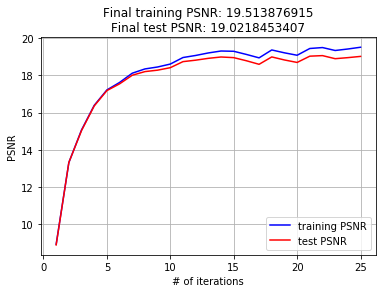 Final training PSNR: 19.513876915
Final test PSNR: 19.0218453407
20
18
16
14
12
10
PSNR
training PSNR
test PSNR
0
5
10
15
20
25
# of iterations